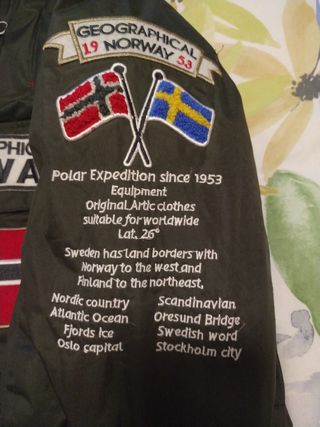 GEOGRAPHICAL
19 NORWAY 53
Polar Expedition since 1953
Equipment
Original Artic clothes
suitable for worldwide
Lat. 26°
Sweden has land borders with
Norway to the west and
Finland to the northeast.
Nordic country
Atlantic Ocean
Fjords Ice
Oslo capital
Scandinavian
Oresund Bridge
Swedish word
Stockholm city
PHIC
WA